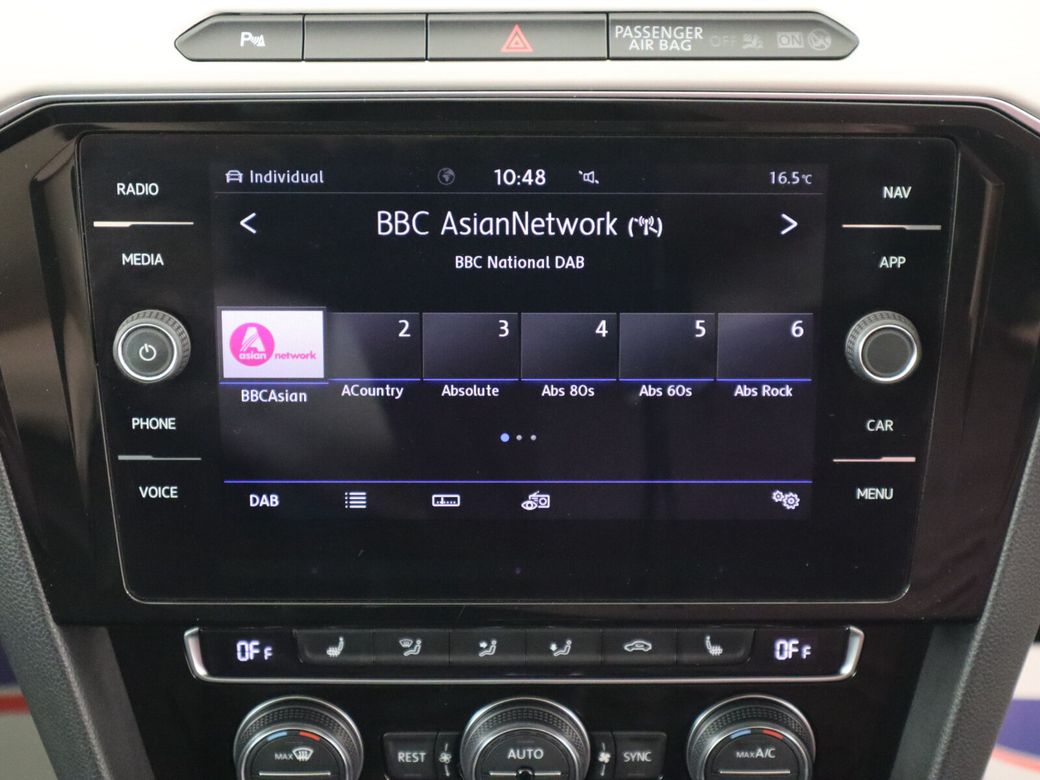 P
PASSENGER
AIR BAG OFF ON
RADIO
MEDIA
PHONE
VOICE
NAV
APP
CAR
MENU
Individual 10:48 16.5°C
< BBC AsianNetwork >
BBC National DAB
asian network 2 3 4 5 6
BBCAsian ACountry Absolute Abs 80s Abs 60s Abs Rock
DAB
OFF OFF
MAX REST AUTO SYNC MAX A/C